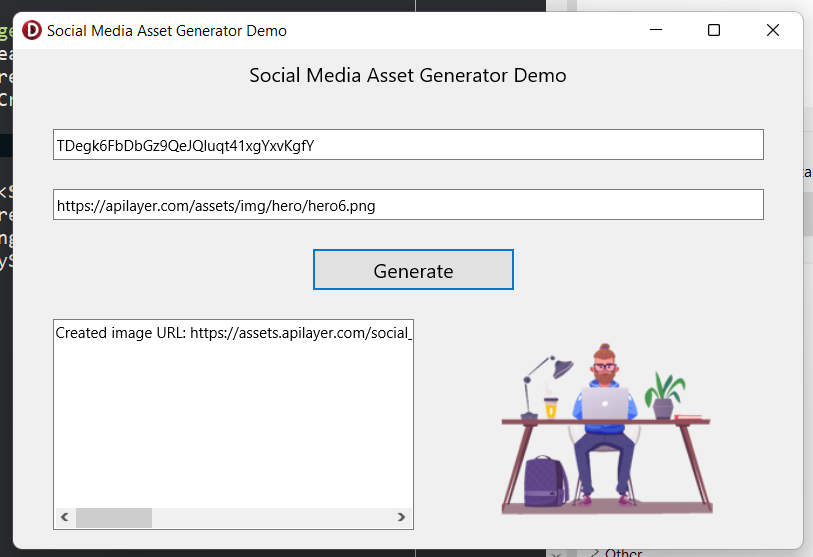 Social Media Asset Generator Demo
Social Media Asset Generator Demo
TDegk6FbDbGz9QeJQluqt41xgYxvKgfY
https://apilayer.com/assets/img/hero/hero6.png
Generate
Created image URL: https://assets.apilayer.com/social_